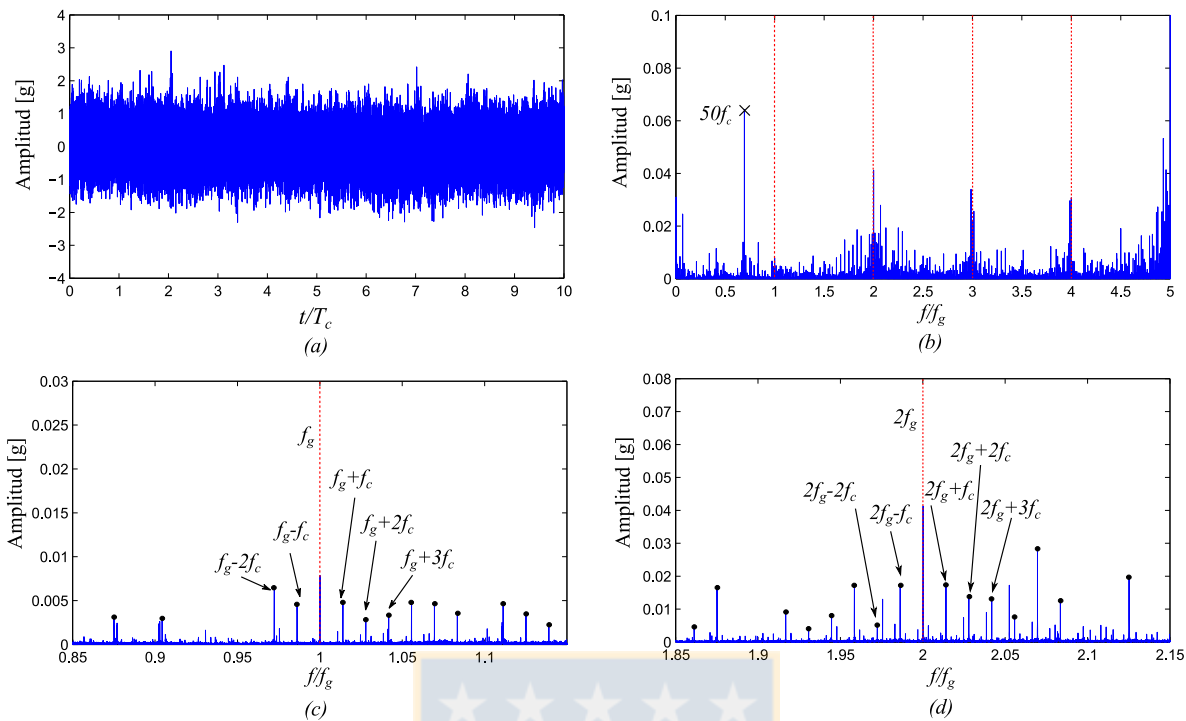 4
3
2
1
0
−1
−2
−3
−4
Amplitud [g]
0 1 2 3 4 5 6 7 8 9 10
t/T_c
(a)
0.1
0.08
0.06
0.04
0.02
0
Amplitud [g]
50f_c
0 0.5 1 1.5 2 2.5 3 3.5 4 4.5 5
f/f_g
(b)
0.03
0.025
0.02
0.015
0.01
0.005
0
Amplitud [g]
f_g
f_g+f_c
f_g-f_c
f_g+2f_c
f_g-2f_c
f_g+3f_c
0.85 0.9 0.95 1 1.05 1.1
f/f_g
(c)
0.08
0.07
0.06
0.05
0.04
0.03
0.02
0.01
0
Amplitud [g]
2f_g
2f_g+2f_c
2f_g-2f_c
2f_g-f_c
2f_g+f_c
2f_g+3f_c
1.85 1.9 1.95 2 2.05 2.1 2.15
f/f_g
(d)